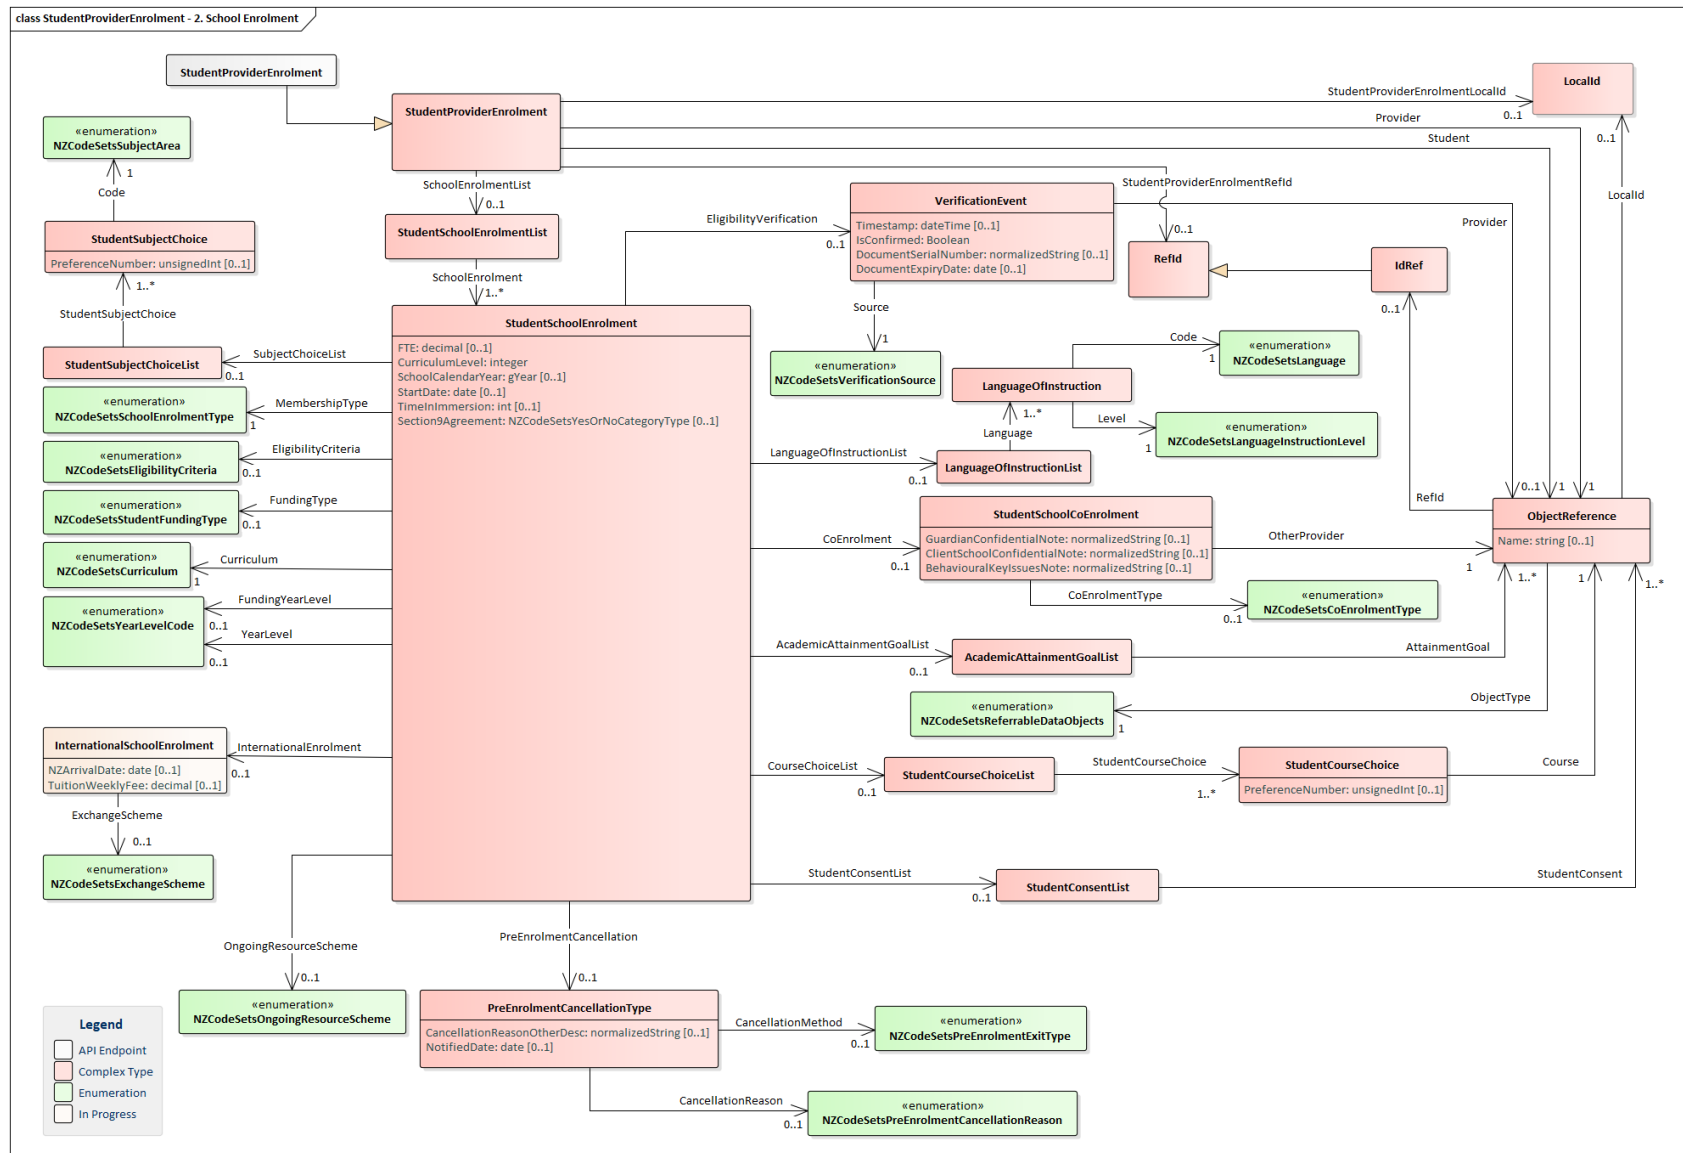 class StudentProviderEnrolment - 2. School Enrolment
StudentProviderEnrolment
StudentProviderEnrolment
StudentProviderEnrolmentLocalId
0..1
LocalId
Provider
Student
0..1
«enumeration»
NZCodeSetsSubjectArea
1
Code
SchoolEnrolmentList
0..1
StudentProviderEnrolmentRefId
0..1
LocalId
StudentSubjectChoice
PreferenceNumber: unsignedInt [0..1]
StudentSchoolEnrolmentList
EligibilityVerification
0..1
VerificationEvent
Timestamp: dateTime [0..1]
IsConfirmed: Boolean
DocumentSerialNumber: normalizedString [0..1]
DocumentExpiryDate: date [0..1]
Provider
RefId
IdRef
0..1
SchoolEnrolment
1..*
1..*
StudentSubjectChoice
Source
1
StudentSchoolEnrolment
FTE: decimal [0..1]
CurriculumLevel: integer
SchoolCalendarYear: gYear [0..1]
StartDate: date [0..1]
TimeInImmersion: int [0..1]
Section9Agreement: NZCodeSetsYesOrNoCategoryType [0..1]
StudentSubjectChoiceList
SubjectChoiceList
0..1
«enumeration»
NZCodeSetsVerificationSource
Code
1
«enumeration»
NZCodeSetsLanguage
LanguageOfInstruction
«enumeration»
NZCodeSetsSchoolEnrolmentType
MembershipType
1
1..*
Language
Level
1
«enumeration»
NZCodeSetsLanguageInstructionLevel
«enumeration»
NZCodeSetsEligibilityCriteria
EligibilityCriteria
0..1
LanguageOfInstructionList
0..1
LanguageOfInstructionList
0..1
1
1
RefId
«enumeration»
NZCodeSetsStudentFundingType
FundingType
0..1
StudentSchoolCoEnrolment
GuardianConfidentialNote: normalizedString [0..1]
ClientSchoolConfidentialNote: normalizedString [0..1]
BehaviouralKeyIssuesNote: normalizedString [0..1]
ObjectReference
Name: string [0..1]
CoEnrolment
0..1
OtherProvider
1
«enumeration»
NZCodeSetsCurriculum
Curriculum
1
1..*
1
1..*
CoEnrolmentType
0..1
«enumeration»
NZCodeSetsCoEnrolmentType
«enumeration»
NZCodeSetsYearLevelCode
FundingYearLevel
0..1
YearLevel
0..1
AcademicAttainmentGoalList
0..1
AcademicAttainmentGoalList
AttainmentGoal
«enumeration»
NZCodeSetsReferrableDataObjects
ObjectType
1
InternationalSchoolEnrolment
NZArrivalDate: date [0..1]
TuitionWeeklyFee: decimal [0..1]
InternationalEnrolment
0..1
CourseChoiceList
0..1
StudentCourseChoiceList
StudentCourseChoice
1..*
StudentCourseChoice
PreferenceNumber: unsignedInt [0..1]
Course
ExchangeScheme
0..1
«enumeration»
NZCodeSetsExchangeScheme
StudentConsentList
0..1
StudentConsentList
StudentConsent
OngoingResourceScheme
0..1
PreEnrolmentCancellation
0..1
«enumeration»
NZCodeSetsOngoingResourceScheme
PreEnrolmentCancellationType
CancellationReasonOtherDesc: normalizedString [0..1]
NotifiedDate: date [0..1]
CancellationMethod
0..1
«enumeration»
NZCodeSetsPreEnrolmentExitType
CancellationReason
0..1
«enumeration»
NZCodeSetsPreEnrolmentCancellationReason
Legend
API Endpoint
Complex Type
Enumeration
In Progress